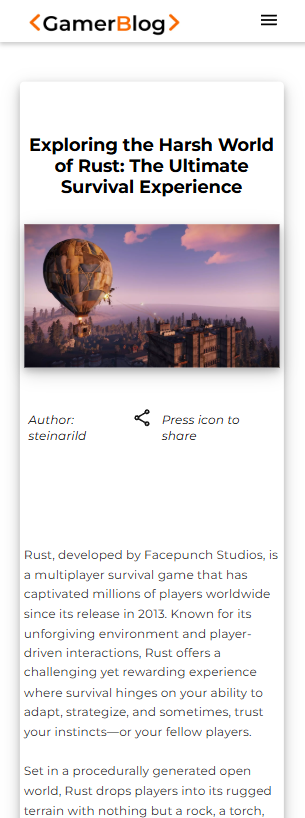 <GamerBlog>
Exploring the Harsh World
of Rust: The Ultimate
Survival Experience
Author:
steinarild
Press icon to
share
Rust, developed by Facepunch Studios, is
a multiplayer survival game that has
captivated millions of players worldwide
since its release in 2013. Known for its
unforgiving environment and player-
driven interactions, Rust offers a
challenging yet rewarding experience
where survival hinges on your ability to
adapt, strategize, and sometimes, trust
your instincts—or your fellow players.
Set in a procedurally generated open
world, Rust drops players into its rugged
terrain with nothing but a rock, a torch,